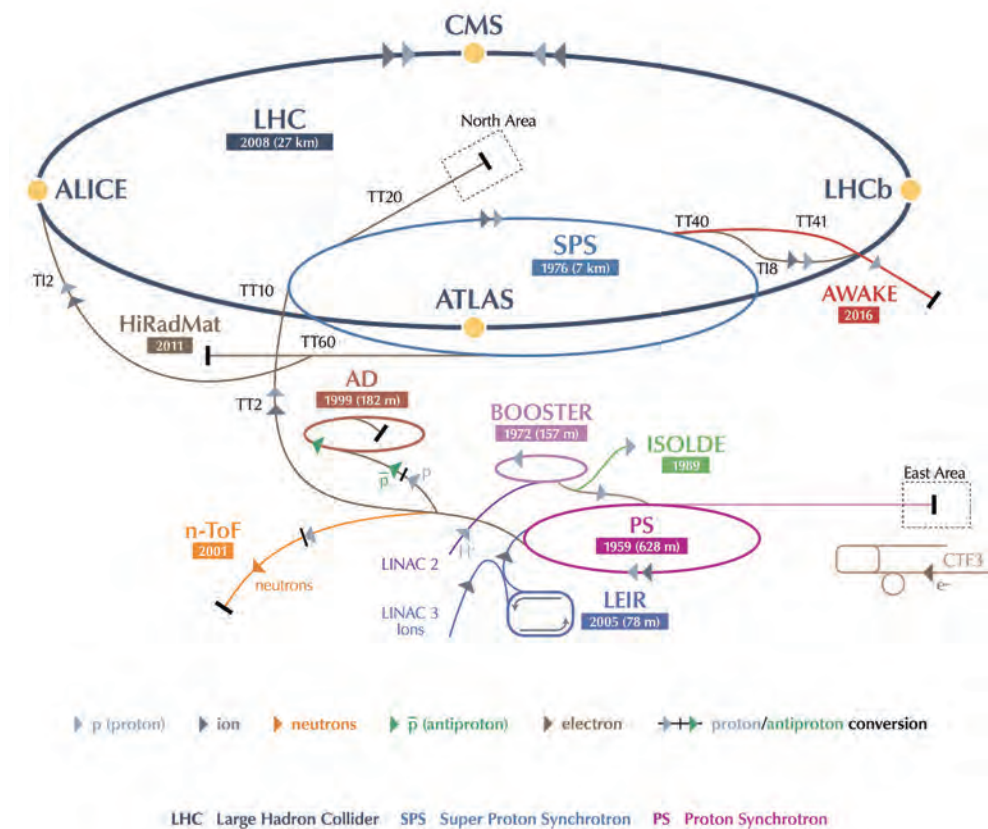 CMS
LHC
2008 (27 km)
North Area
ALICE
TT20
LHCb
TT40
TT41
SPS
1976 (7 km)
TI8
TI2
TT10
ATLAS
AWAKE
2016
HiRadMat
2011
TT60
AD
1999 (182 m)
TT2
BOOSTER
1972 (157 m)
ISOLDE
1989
p̅
p
East Area
n-ToF
2001
PS
1959 (628 m)
neutrons
LINAC 2
H
CTF3
e-
LEIR
2005 (78 m)
LINAC 3
Ions
p (proton)
ion
neutrons
p̅ (antiproton)
electron
proton/antiproton conversion
LHC Large Hadron Collider SPS Super Proton Synchrotron PS Proton Synchrotron